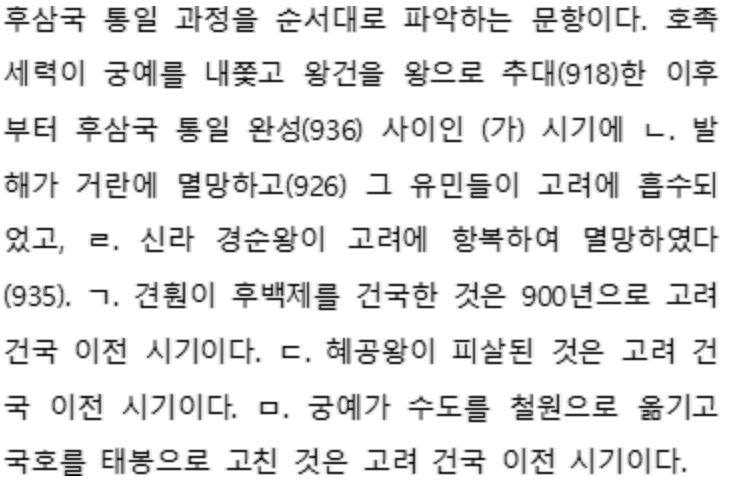 후삼국 통일 과정을 순서대로 파악하는 문항이다. 호족
세력이 궁예를 내쫓고 왕건을 왕으로 추대(918)한 이후
부터 후삼국 통일 완성(936) 사이인 (가) 시기에 ㄴ. 발
해가 거란에 멸망하고(926) 그 유민들이 고려에 흡수되
었고, ㄹ. 신라 경순왕이 고려에 항복하여 멸망하였다
(935). ㄱ. 견훤이 후백제를 건국한 것은 900년으로 고려
건국 이전 시기이다. ㄷ. 혜공왕이 피살된 것은 고려 건
국 이전 시기이다. ㅁ. 궁예가 수도를 철원으로 옮기고
국호를 태봉으로 고친 것은 고려 건국 이전 시기이다.